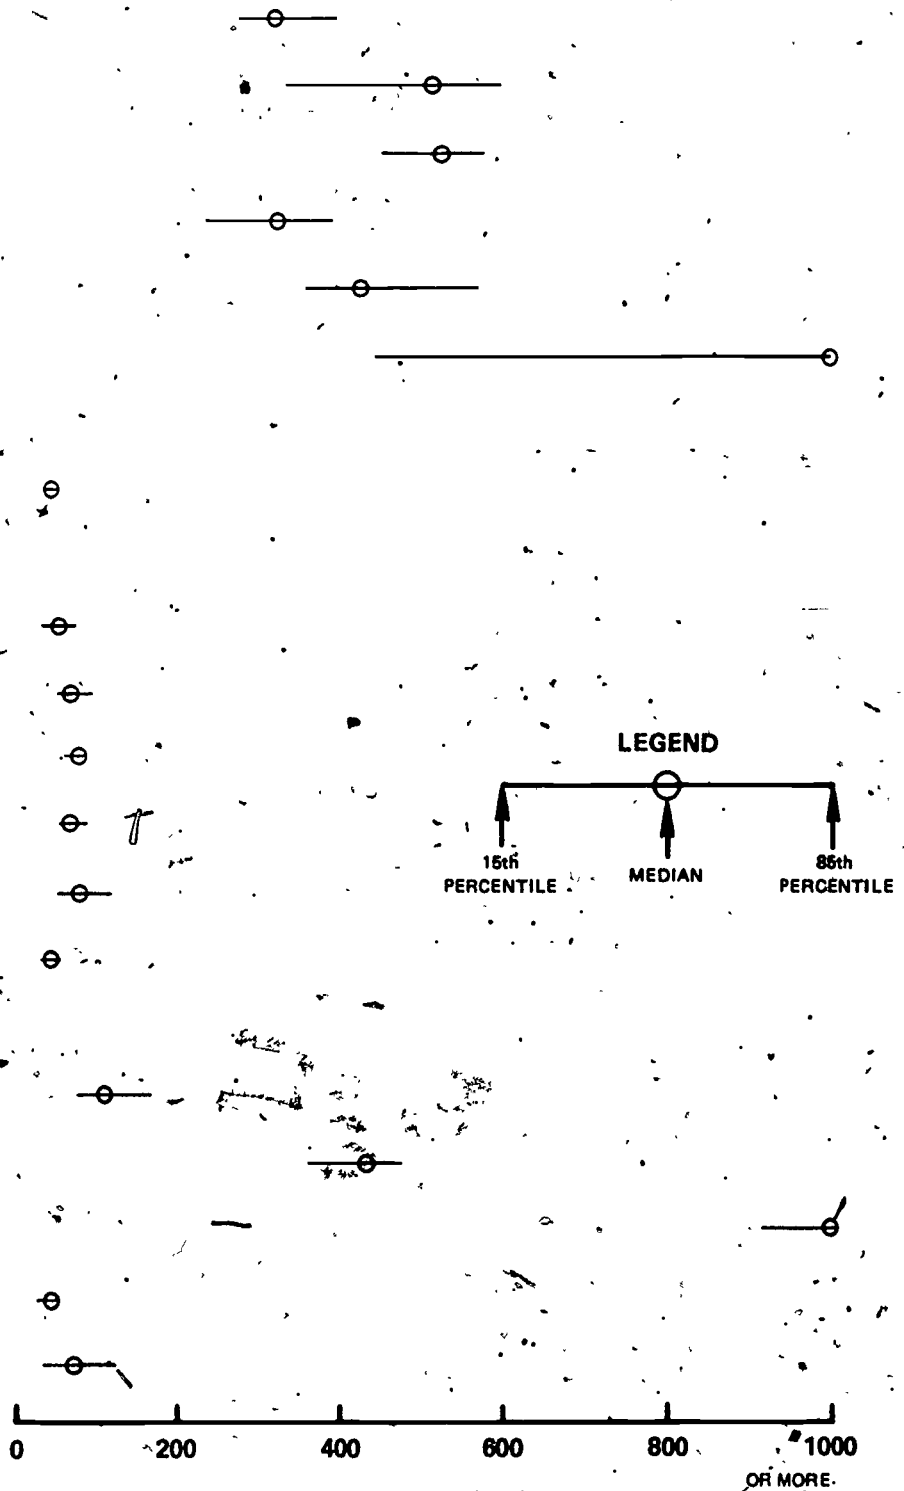 LEGEND
15th
PERCENTILE
MEDIAN
85th
PERCENTILE
0 200 400 600 800 1000
OR MORE